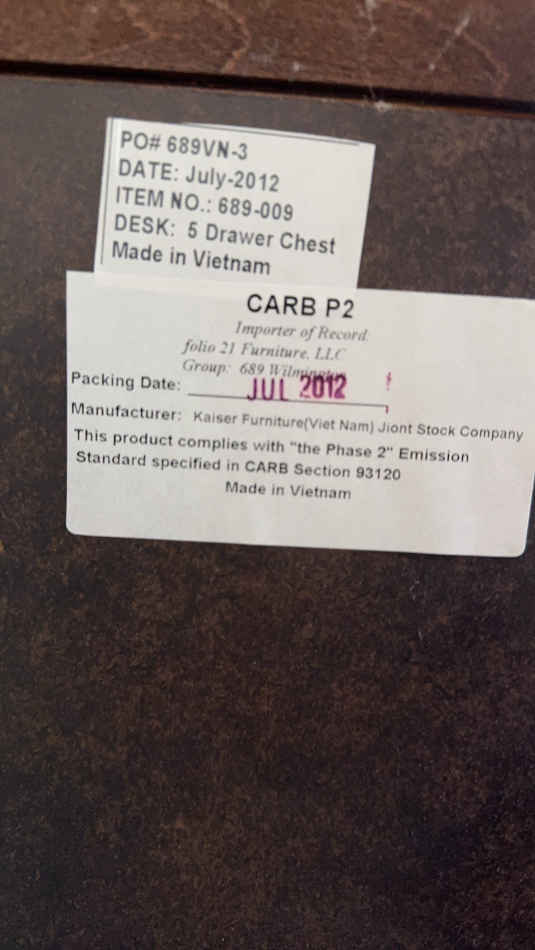 PO# 689VN-3
DATE: July-2012
ITEM NO.: 689-009
DESK: 5 Drawer Chest
Made in Vietnam
CARB P2
Importer of Record:
folio 21 Furniture, LLC
Group: 689 Wilmington
Packing Date: JUL 2012
Manufacturer: Kaiser Furniture(Viet Nam) Jiont Stock Company
This product complies with "the Phase 2" Emission
Standard specified in CARB Section 93120
Made in Vietnam